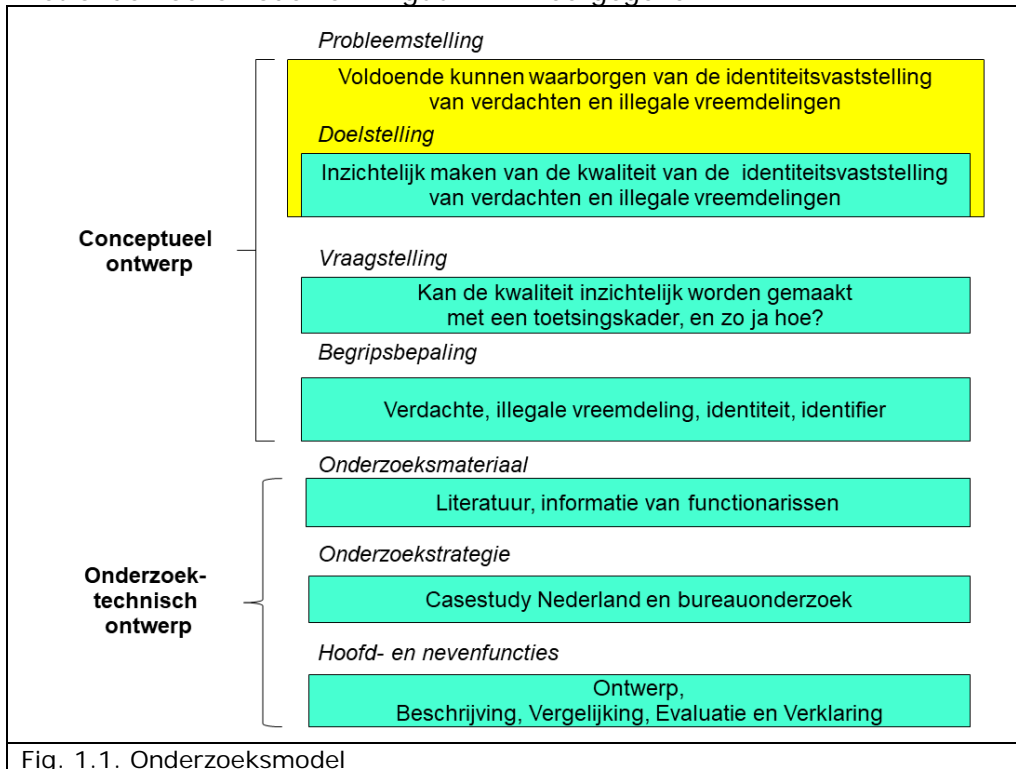 Probleemstelling
Voldoende kunnen waarborgen van de identiteitsvaststelling
van verdachten en illegale vreemdelingen
Doelstelling
Inzichtelijk maken van de kwaliteit van de identiteitsvaststelling
van verdachten en illegale vreemdelingen
Conceptueel
ontwerp
Vraagstelling
Kan de kwaliteit inzichtelijk worden gemaakt
met een toetsingskader, en zo ja hoe?
Begripsbepaling
Verdachte, illegale vreemdeling, identiteit, identifier
Onderzoeksmateriaal
Literatuur, informatie van functionarissen
Onderzoekstrategie
Onderzoek-
technisch
ontwerp
Casestudy Nederland en bureauonderzoek
Hoofd- en nevenfuncties
Ontwerp,
Beschrijving, Vergelijking, Evaluatie en Verklaring
Fig. 1.1. Onderzoeksmodel